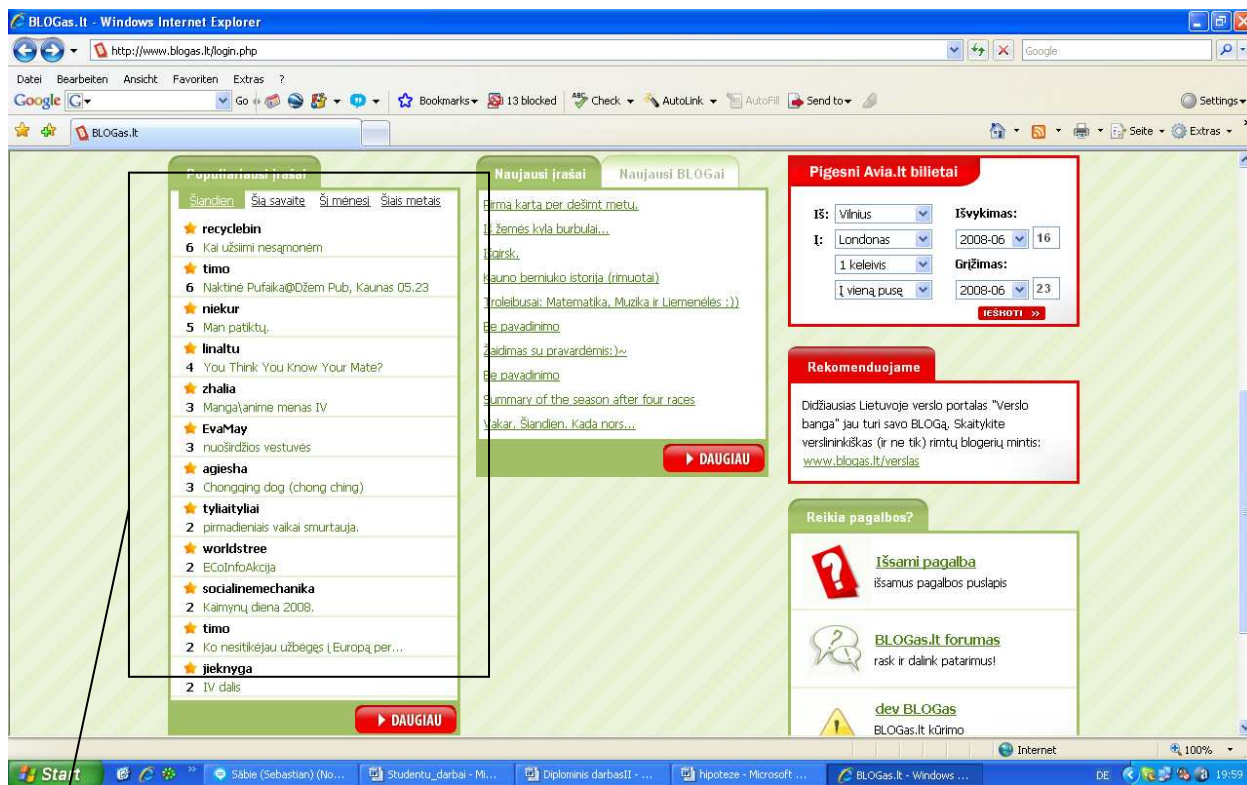 BLOGas.lt - Windows Internet Explorer
http://www.blogas.lt/login.php
Google
Datei Bearbeiten Ansicht Favoriten Extras ?
Google G Go Bookmarks 13 blocked ABC Check AutoLink AutoFill Send to Settings
BLOGas.lt Seite Extras
Populiariausi įrašai
Šiandien Šią savaitę Šį mėnesį Šiais metais
recyclebin
6 Kai užsiimi nesąmonėm
timo
6 Naktinė Pufaika@Džem Pub, Kaunas 05.23
niekur
5 Man patiktų.
linaltu
4 You Think You Know Your Mate?
zhalia
3 Manga\anime menas IV
EvaMay
3 nuoširdžios vestuvės
agiesha
3 Chongqing dog (chong ching)
tyliaityliai
2 pirmadieniais vaikai smurtauja.
worldstree
2 ECoInfoAkcija
socialinemechanika
2 Kaimynų diena 2008.
timo
2 Ko nesitikėjau užbėgęs į Europą per...
jieknyga
2 IV dalis
DAUGIAU
Naujausi įrašai Naujausi BLOGai
Pirmą kartą per dešimt metų.
Iš žemės kyla burbulai...
Išgirsk.
Kauno berniuko istorija (rimuotai)
Troleibusai: Matematika, Muzika ir Liemenėlės :))
Be pavadinimo
Žaidimas su pravardėmis:)~
Be pavadinimo
Summary of the season after four races
Vakar. Šiandien. Kada nors...
DAUGIAU
Pigesni Avia.lt bilietai
Iš: Vilnius Išvykimas:
Į: Londonas 2008-06 16
1 keleivis Grįžimas:
Į vieną pusę 2008-06 23
IEŠKOTI »
Rekomenduojame
Didžiausias Lietuvoje verslo portalas "Verslo
banga" jau turi savo BLOGą. Skaitykite
verslininkiškas (ir ne tik) rimtų blogerių mintis:
www.blogas.lt/verslas
Reikia pagalbos?
Išsami pagalba
išsamus pagalbos puslapis
BLOGas.lt forumas
rask ir dalink patarimus!
dev BLOGas
BLOGas.lt kūrimo
Internet 100%
Start Säbie (Sebastian) (No... Studentu_darbai - Mi... Diplominis darbasII - ... hipoteze - Microsoft ... BLOGas.lt - Windows ... DE 19:59